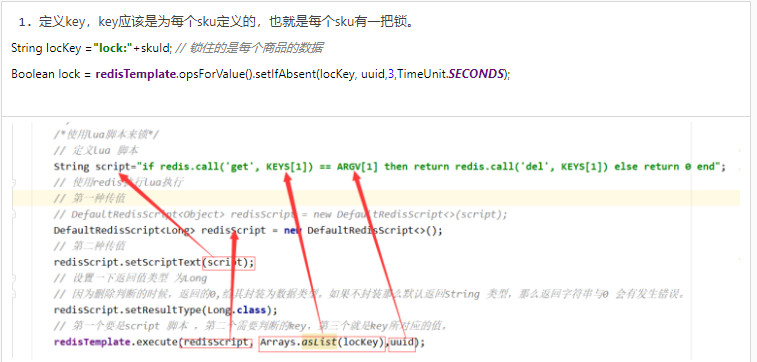 1. 定义key，key应该是为每个sku定义的，也就是每个sku有一把锁。
String locKey ="lock:"+skuId; // 锁住的是每个商品的数据
Boolean lock = redisTemplate.opsForValue().setIfAbsent(locKey, uuid,3,TimeUnit.SECONDS);
/*使用lua脚本来锁*/
// 定义lua 脚本
String script="if redis.call('get', KEYS[1]) == ARGV[1] then return redis.call('del', KEYS[1]) else return 0 end";
// 使用redis执行lua执行
// 第一种传值
// DefaultRedisScript<Object> redisScript = new DefaultRedisScript<>(script);
DefaultRedisScript<Long> redisScript = new DefaultRedisScript<>();
// 第二种传值
redisScript.setScriptText(script);
// 设置一下返回值类型 为Long
// 因为删除判断的时候，返回的0,给其封装为数据类型。如果不封装那么默认返回String 类型，那么返回字符串与0 会有发生错误。
redisScript.setResultType(Long.class);
// 第一个要是script 脚本 ，第二个需要判断的key，第三个就是key所对应的值。
redisTemplate.execute(redisScript, Arrays.asList(locKey),uuid);